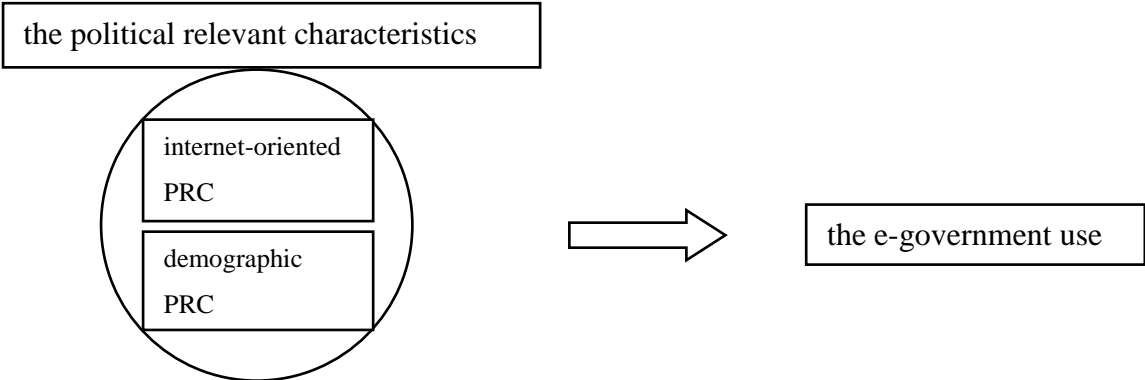 the political relevant characteristics
internet-oriented
PRC
demographic
PRC
the e-government use